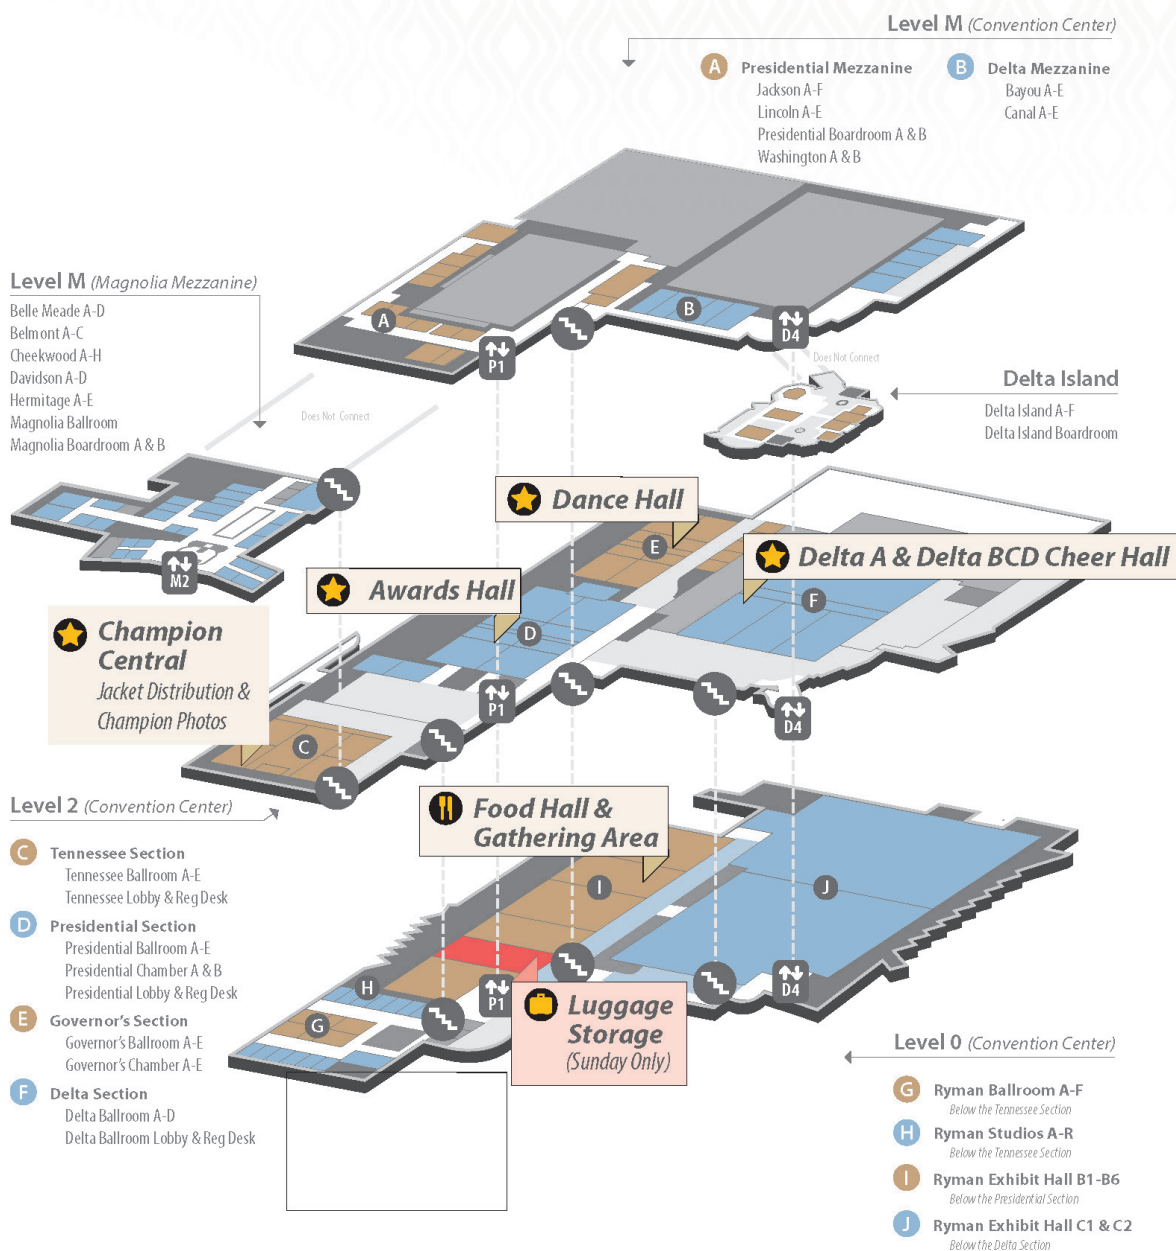 Level M (Convention Center)
A Presidential Mezzanine
Jackson A-F
Lincoln A-E
Presidential Boardroom A & B
Washington A & B
B Delta Mezzanine
Bayou A-E
Canal A-E
Level M (Magnolia Mezzanine)
Belle Meade A-D
Belmont A-C
Cheekwood A-H
Davidson A-D
Hermitage A-E
Magnolia Ballroom
Magnolia Boardroom A & B
A
B
P1
D4
Does Not Connect
Does Not Connect
Delta Island
Delta Island A-F
Delta Island Boardroom
M2
Dance Hall
E
Delta A & Delta BCD Cheer Hall
F
Awards Hall
D
Champion
Central
Jacket Distribution &
Champion Photos
C
P1
D4
Level 2 (Convention Center)
C Tennessee Section
Tennessee Ballroom A-E
Tennessee Lobby & Reg Desk
D Presidential Section
Presidential Ballroom A-E
Presidential Chamber A & B
Presidential Lobby & Reg Desk
E Governor's Section
Governor's Ballroom A-E
Governor's Chamber A-E
F Delta Section
Delta Ballroom A-D
Delta Ballroom Lobby & Reg Desk
Food Hall &
Gathering Area
I
J
H
G
P1
D4
Luggage
Storage
(Sunday Only)
Level 0 (Convention Center)
G Ryman Ballroom A-F
Below the Tennessee Section
H Ryman Studios A-R
Below the Tennessee Section
I Ryman Exhibit Hall B1-B6
Below the Presidential Section
J Ryman Exhibit Hall C1 & C2
Below the Delta Section